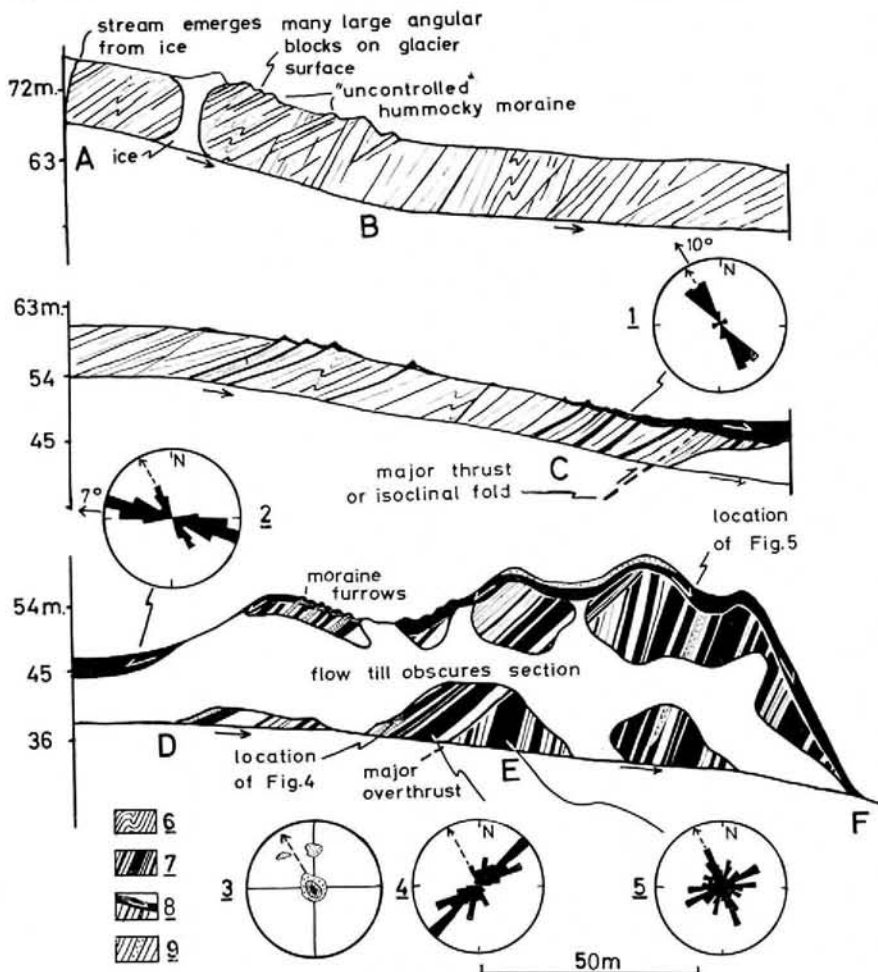 stream emerges
from ice
many large angular
blocks on glacier
surface
"uncontrolled"
hummocky moraine
72m.
63
A
ice
B
10°
N
1
63m.
54
45
C
major thrust
or isoclinal fold
7°
N
2
location
of Fig.5
moraine
furrows
54m.
45
flow till obscures section
36
D
location
of Fig.4
major
overthrust
E
F
6
7
8
9
3
4
N
5
N
50m